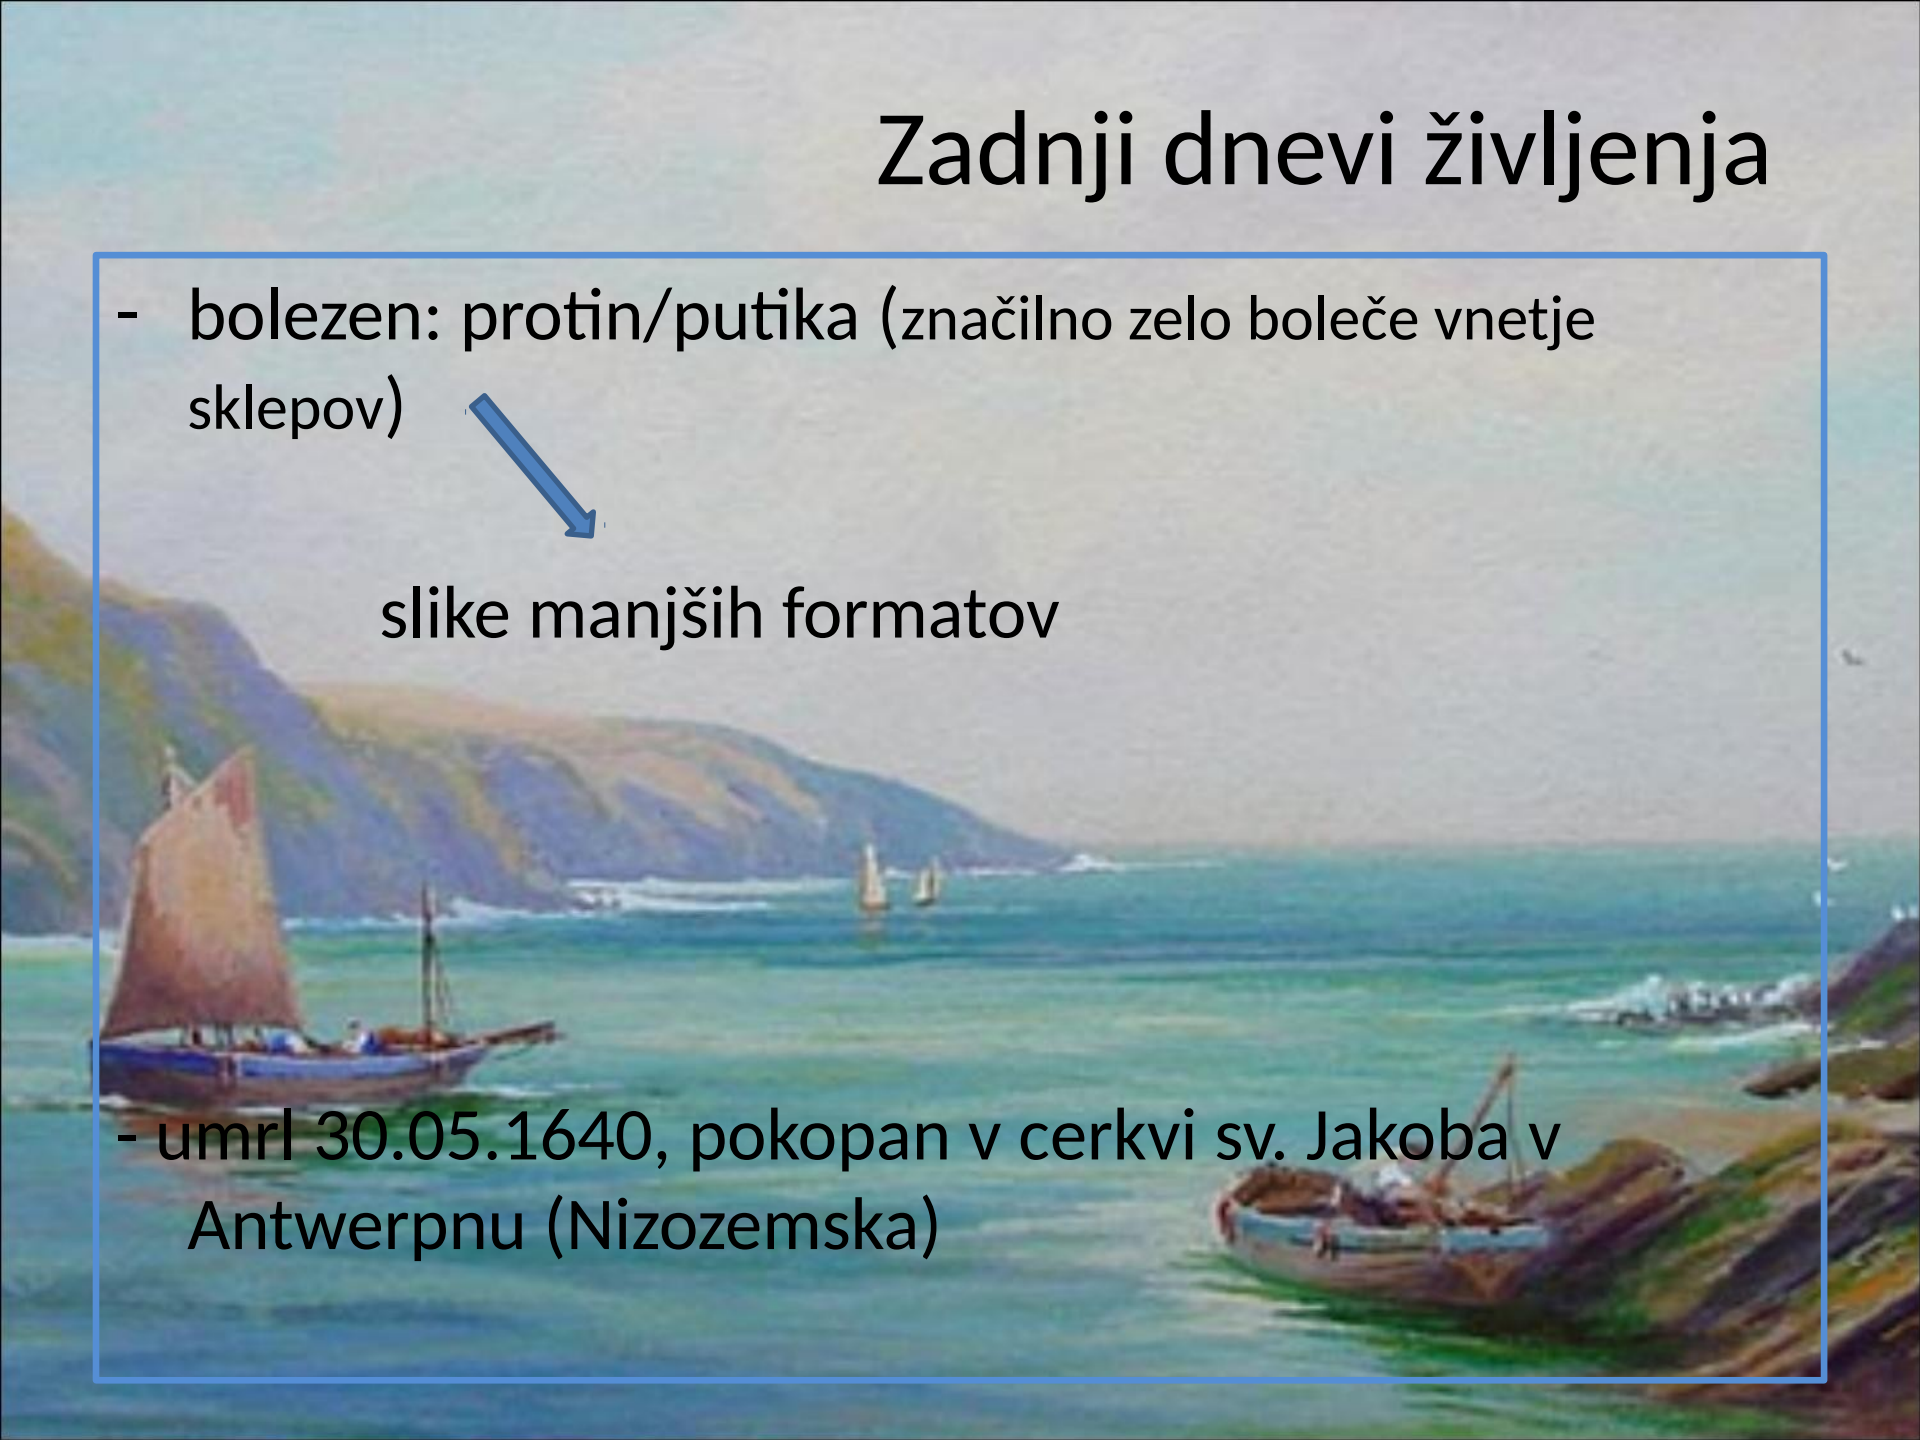 Zadnji dnevi življenja
- bolezen: protin/putika (značilno zelo boleče vnetje
sklepov)
slike manjših formatov
- umrl 30.05.1640, pokopan v cerkvi sv. Jakoba v
Antwerpnu (Nizozemska)